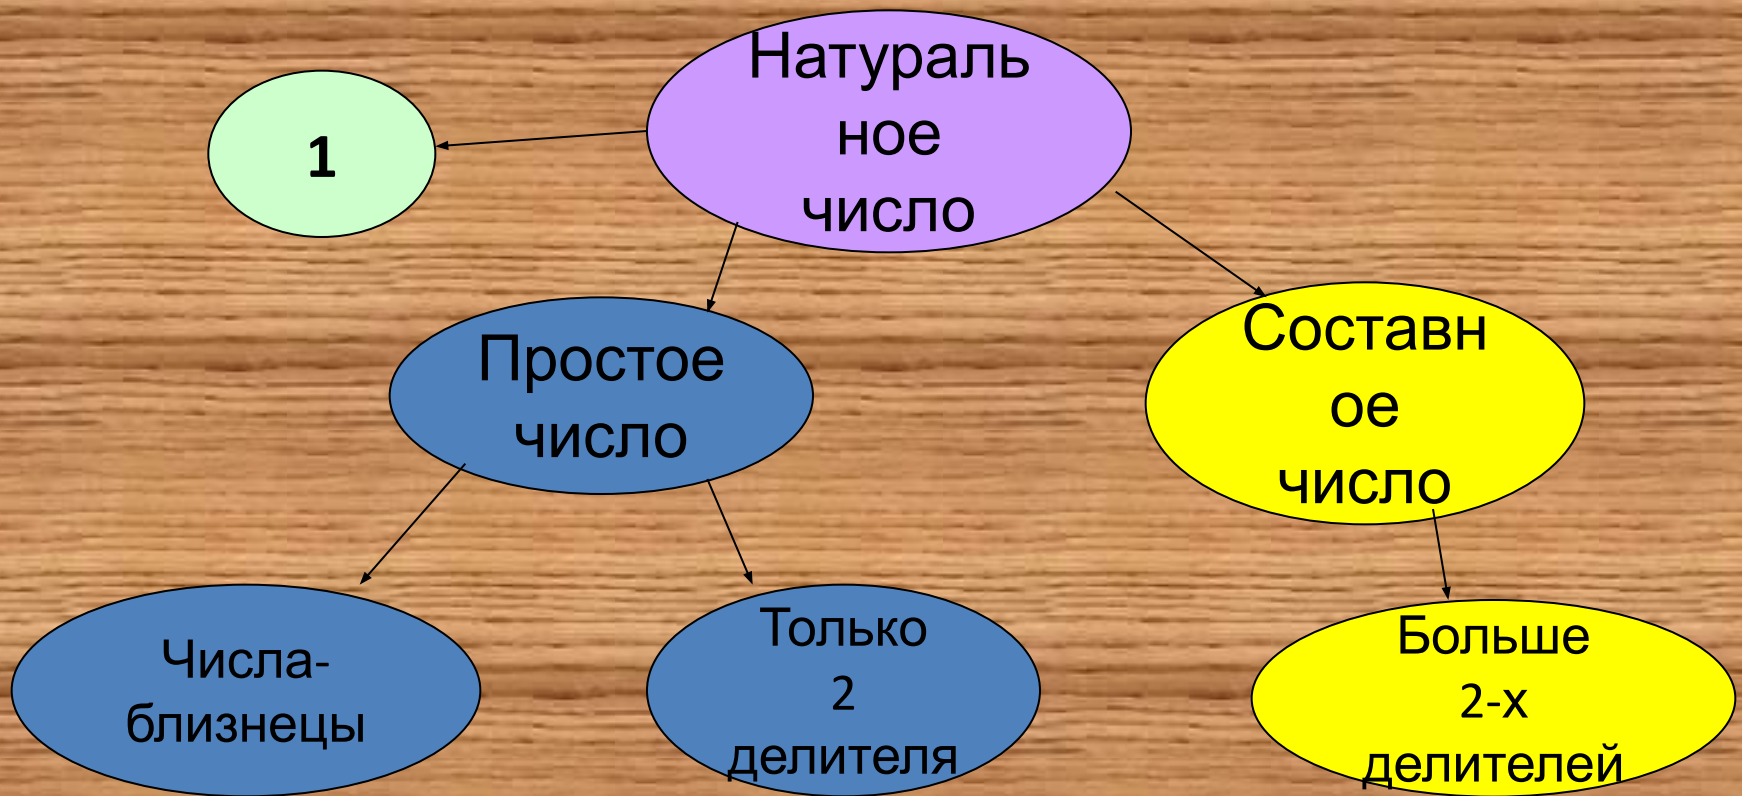 Натураль
ное
число
1
Простое
число
Составн
ое
число
Числа-
близнецы
Только
2
делителя
Больше
2-х
делителей